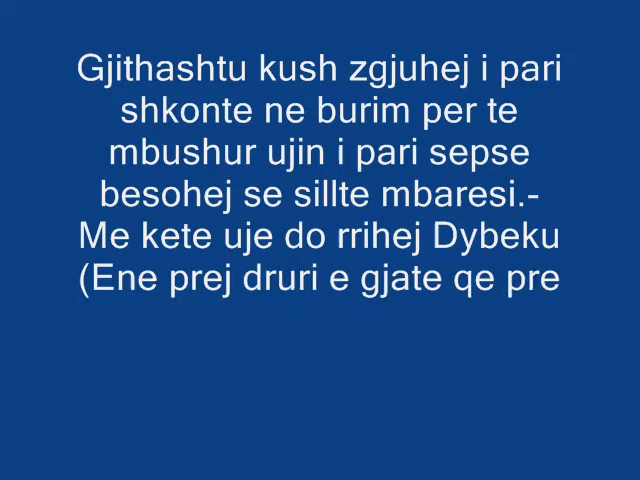 Gjithashtu kush zgjuhej i pari
shkonte ne burim per te
mbushur ujin i pari sepse
besohej se sillte mbaresi.-
Me kete uje do rrihej Dybeku
(Ene prej druri e gjate qe pre